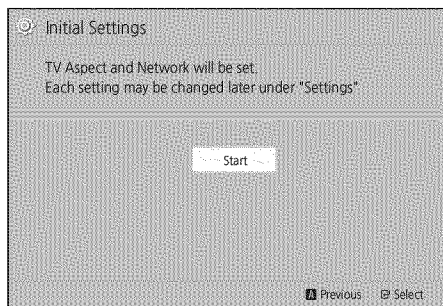 Initial Settings
TV Aspect and Network will be set.
Each setting may be changed later under "Settings"
Start
A Previous Select